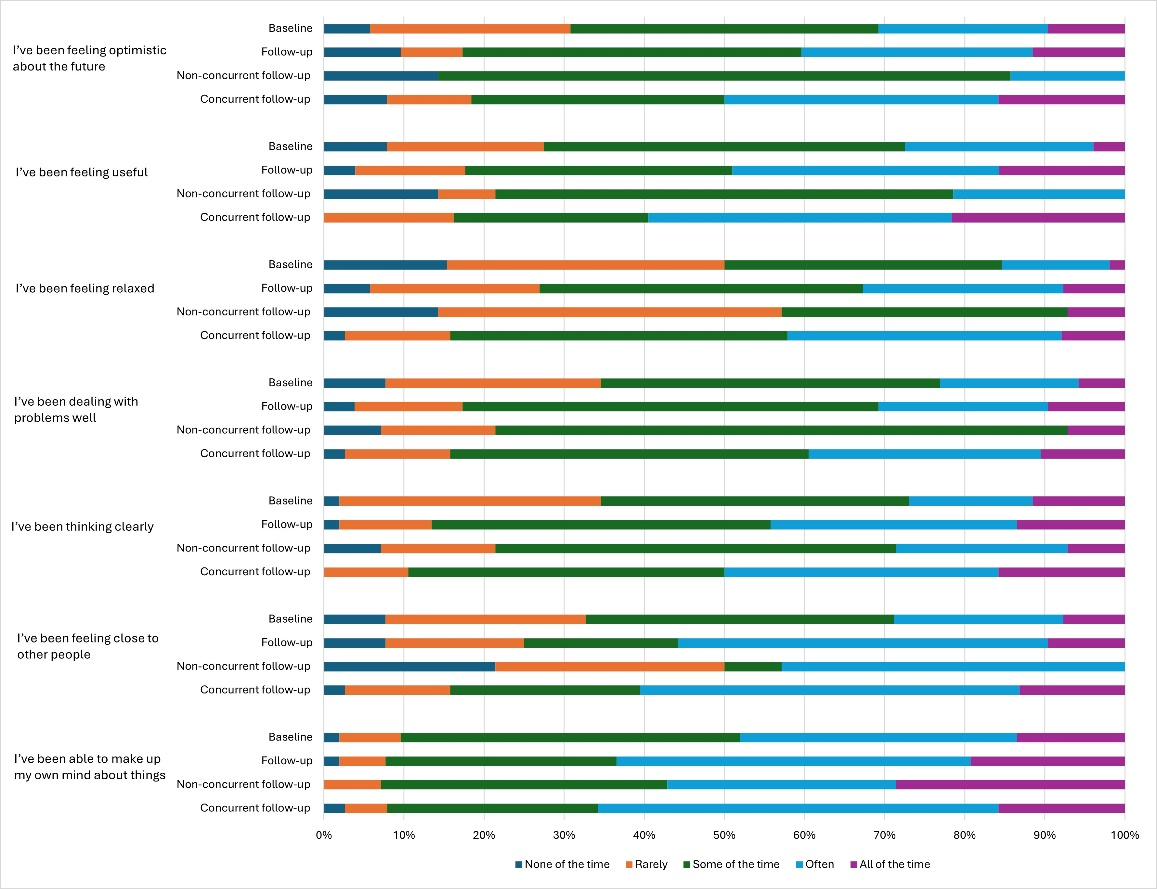 I've been feeling optimistic
about the future
Baseline
Follow-up
Non-concurrent follow-up
Concurrent follow-up
I've been feeling useful
Baseline
Follow-up
Non-concurrent follow-up
Concurrent follow-up
I've been feeling relaxed
Baseline
Follow-up
Non-concurrent follow-up
Concurrent follow-up
I've been dealing with
problems well
Baseline
Follow-up
Non-concurrent follow-up
Concurrent follow-up
I've been thinking clearly
Baseline
Follow-up
Non-concurrent follow-up
Concurrent follow-up
I've been feeling close to
other people
Baseline
Follow-up
Non-concurrent follow-up
Concurrent follow-up
I've been able to make up
my own mind about things
Baseline
Follow-up
Non-concurrent follow-up
Concurrent follow-up
0% 10% 20% 30% 40% 50% 60% 70% 80% 90% 100%
None of the time Rarely Some of the time Often All of the time